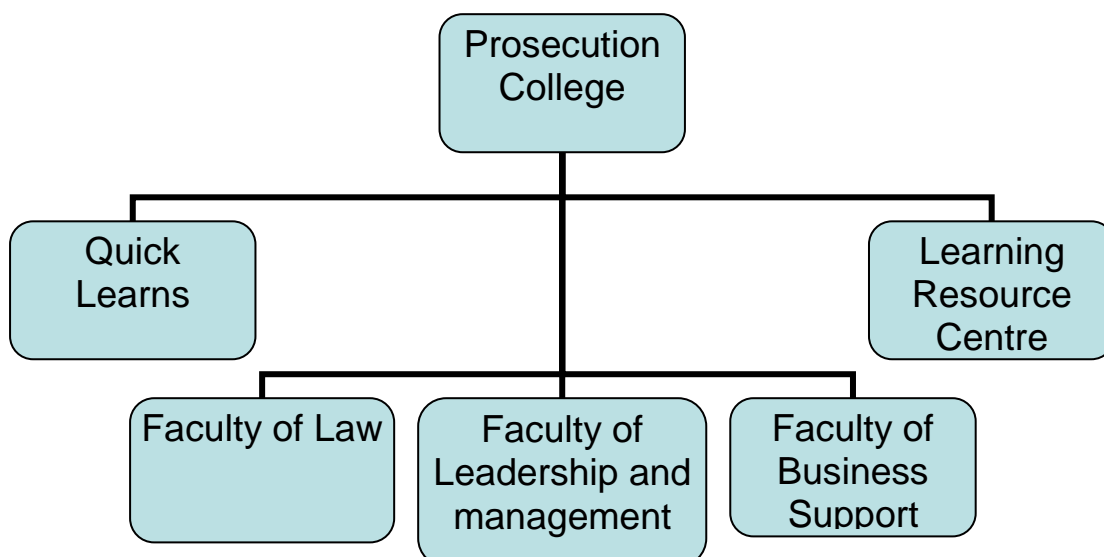 Prosecution
College
Quick
Learns
Learning
Resource
Centre
Faculty of Law
Faculty of
Leadership and
management
Faculty of
Business
Support